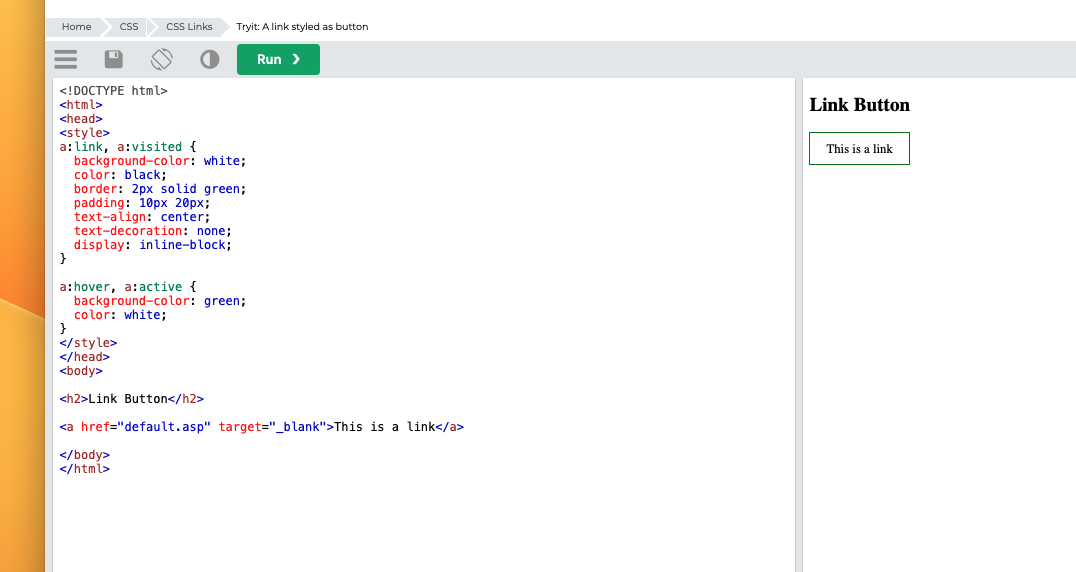 Home CSS CSS Links Tryit: A link styled as button
Run ❯
<!DOCTYPE html>
<html>
<head>
<style>
a:link, a:visited {
  background-color: white;
  color: black;
  border: 2px solid green;
  padding: 10px 20px;
  text-align: center;
  text-decoration: none;
  display: inline-block;
}

a:hover, a:active {
  background-color: green;
  color: white;
}
</style>
</head>
<body>

<h2>Link Button</h2>

<a href="default.asp" target="_blank">This is a link</a>

</body>
</html>
Link Button
This is a link